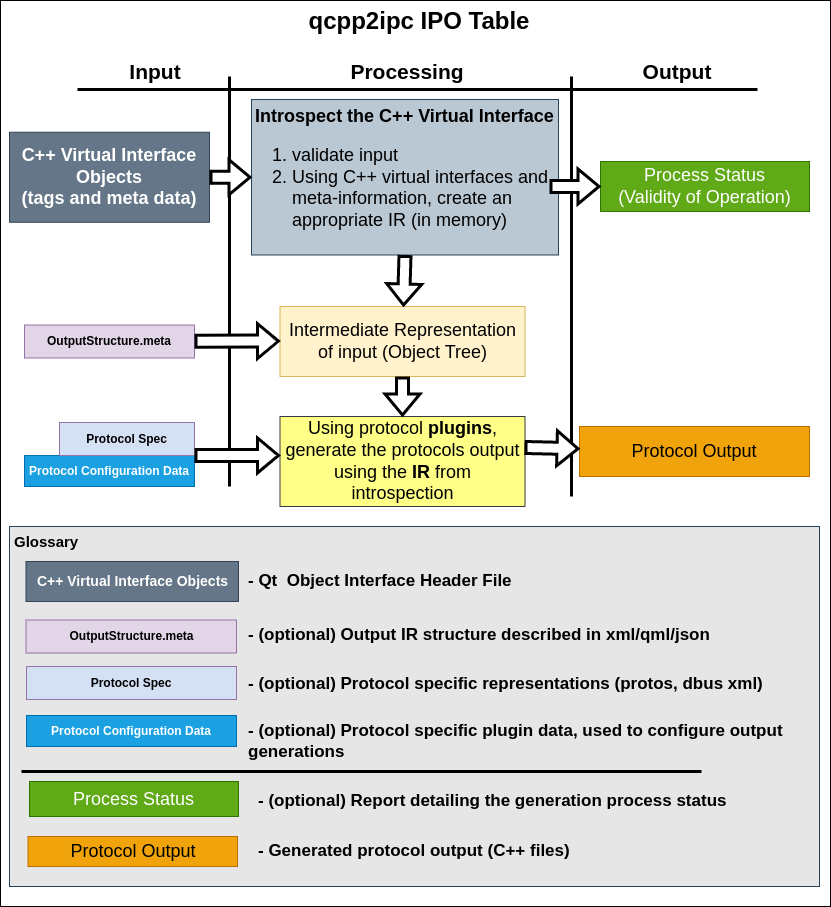 qcpp2ipc IPO Table
Input
Processing
Output
C++ Virtual Interface
Objects
(tags and meta data)
Introspect the C++ Virtual Interface
1. validate input
2. Using C++ virtual interfaces and
meta-information, create an
appropriate IR (in memory)
Process Status
(Validity of Operation)
OutputStructure.meta
Intermediate Representation
of input (Object Tree)
Protocol Spec
Protocol Configuration Data
Using protocol plugins,
generate the protocols output
using the IR from
introspection
Protocol Output
Glossary
C++ Virtual Interface Objects
- Qt  Object Interface Header File
OutputStructure.meta
- (optional) Output IR structure described in xml/qml/json
Protocol Spec
- (optional) Protocol specific representations (protos, dbus xml)
Protocol Configuration Data
- (optional) Protocol specific plugin data, used to configure output
generations
Process Status
- (optional) Report detailing the generation process status
Protocol Output
- Generated protocol output (C++ files)